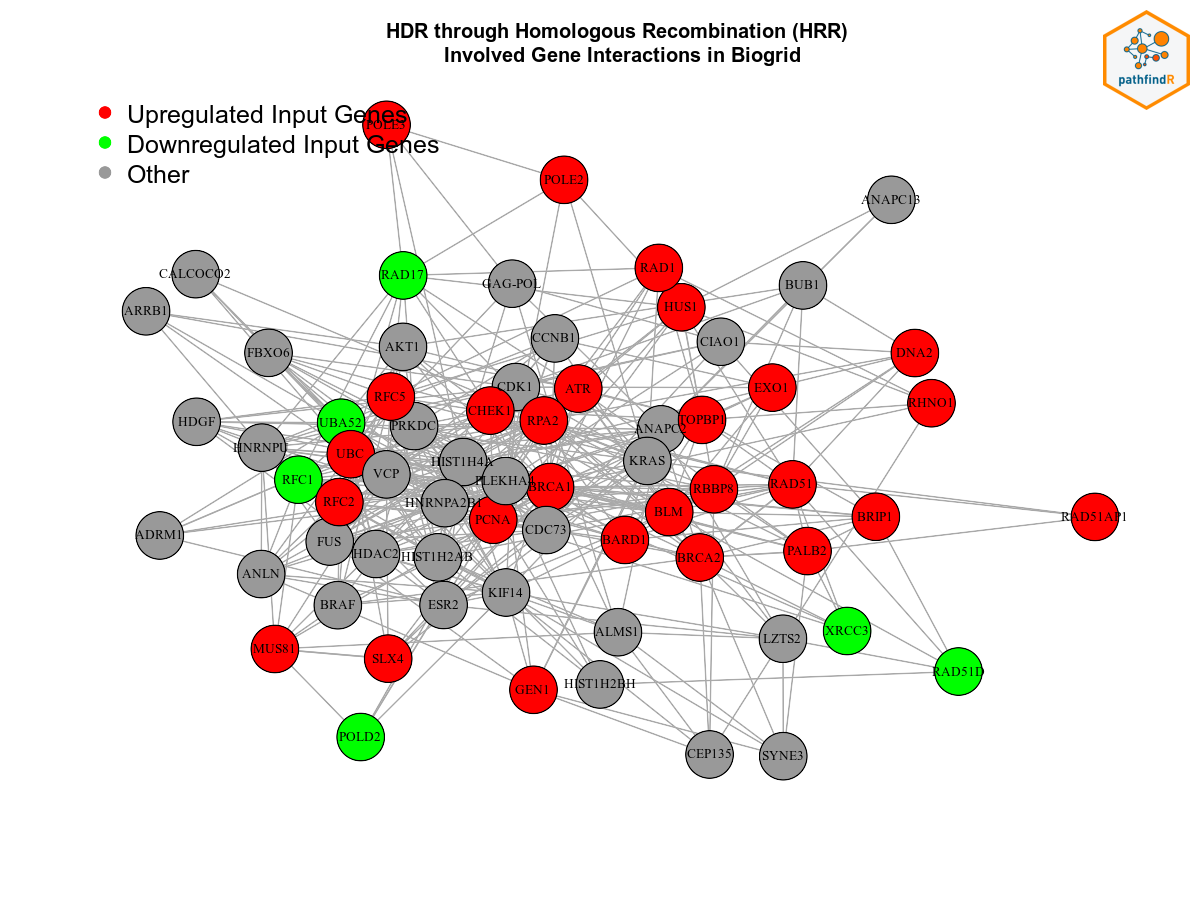 HDR through Homologous Recombination (HRR)
Involved Gene Interactions in Biogrid
pathfindR
Upregulated Input Genes
Downregulated Input Genes
Other
POLE3
POLE2
ANAPC13
CALCOCO2
RAD17
GAG-POL
RAD1
BUB1
ARRB1
HUS1
FBXO6
AKT1
CCNB1
CIAO1
DNA2
RFC5
CDK1
ATR
EXO1
RHNO1
HDGF
UBA52
PRKDC
CHEK1
RPA2
ANAPC2
TOPBP1
HNRNPU
UBC
HIST1H4A
KRAS
RFC1
VCP
PLEKHA4
BRCA1
RBBP8
RAD51
RFC2
HNRNPA2B1
PCNA
BLM
BRIP1
RAD51AP1
ADRM1
FUS
HDAC2
HIST1H2AB
CDC73
BARD1
BRCA2
PALB2
ANLN
BRAF
ESR2
KIF14
ALMS1
LZTS2
XRCC3
MUS81
SLX4
GEN1
HIST1H2BH
RAD51D
POLD2
CEP135
SYNE3